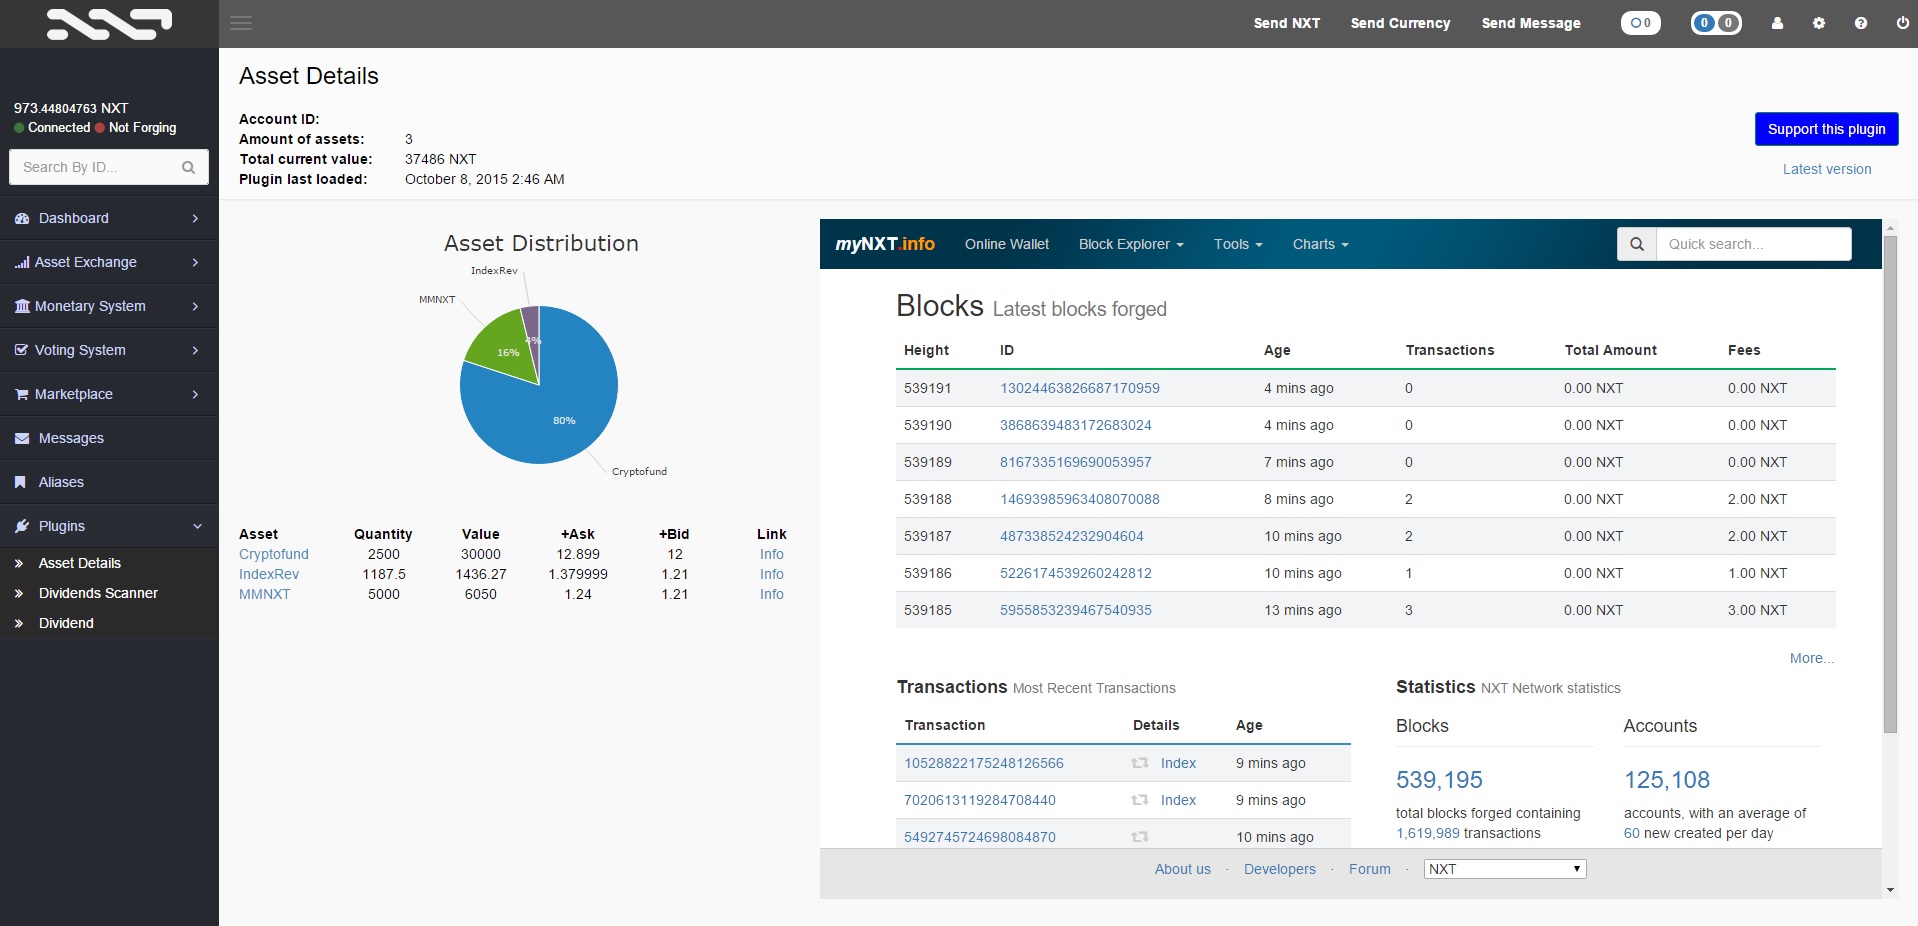 NXT
Send NXT Send Currency Send Message 0 0 0
973.44804763 NXT
Connected Not Forging
Search By ID...
Dashboard
Asset Exchange
Monetary System
Voting System
Marketplace
Messages
Aliases
Plugins
Asset Details
Dividends Scanner
Dividend
Asset Details
Account ID:
Amount of assets: 3
Total current value: 37486 NXT
Plugin last loaded: October 8, 2015 2:46 AM
Support this plugin
Latest version
Asset Distribution
IndexRev
MMNXT
4%
16%
80%
Cryptofund
Asset Quantity Value +Ask +Bid Link
Cryptofund 2500 30000 12.899 12 Info
IndexRev 1187.5 1436.27 1.379999 1.21 Info
MMNXT 5000 6050 1.24 1.21 Info
myNXT.info Online Wallet Block Explorer Tools Charts Quick search...
Blocks Latest blocks forged
Height ID Age Transactions Total Amount Fees
539191 13024463826687170959 4 mins ago 0 0.00 NXT 0.00 NXT
539190 3868639483172683024 4 mins ago 0 0.00 NXT 0.00 NXT
539189 8167335169690053957 7 mins ago 0 0.00 NXT 0.00 NXT
539188 14693985963408070088 8 mins ago 2 0.00 NXT 2.00 NXT
539187 487338524232904604 10 mins ago 2 0.00 NXT 2.00 NXT
539186 5226174539260242812 10 mins ago 1 0.00 NXT 1.00 NXT
539185 5955853239467540935 13 mins ago 3 0.00 NXT 3.00 NXT
More...
Transactions Most Recent Transactions
Transaction Details Age
10528822175248126566 Index 9 mins ago
7020613119284708440 Index 9 mins ago
5492745724698084870 10 mins ago
Statistics NXT Network statistics
Blocks
539,195
total blocks forged containing
1,619,989 transactions
Accounts
125,108
accounts, with an average of
60 new created per day
About us · Developers · Forum · NXT